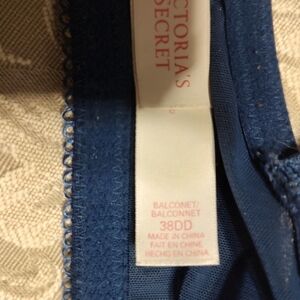 VICTORIA'S
SECRET
BALCONET/
BALCONNET
38DD
MADE IN CHINA
FAIT EN CHINE
HECHO EN CHINA